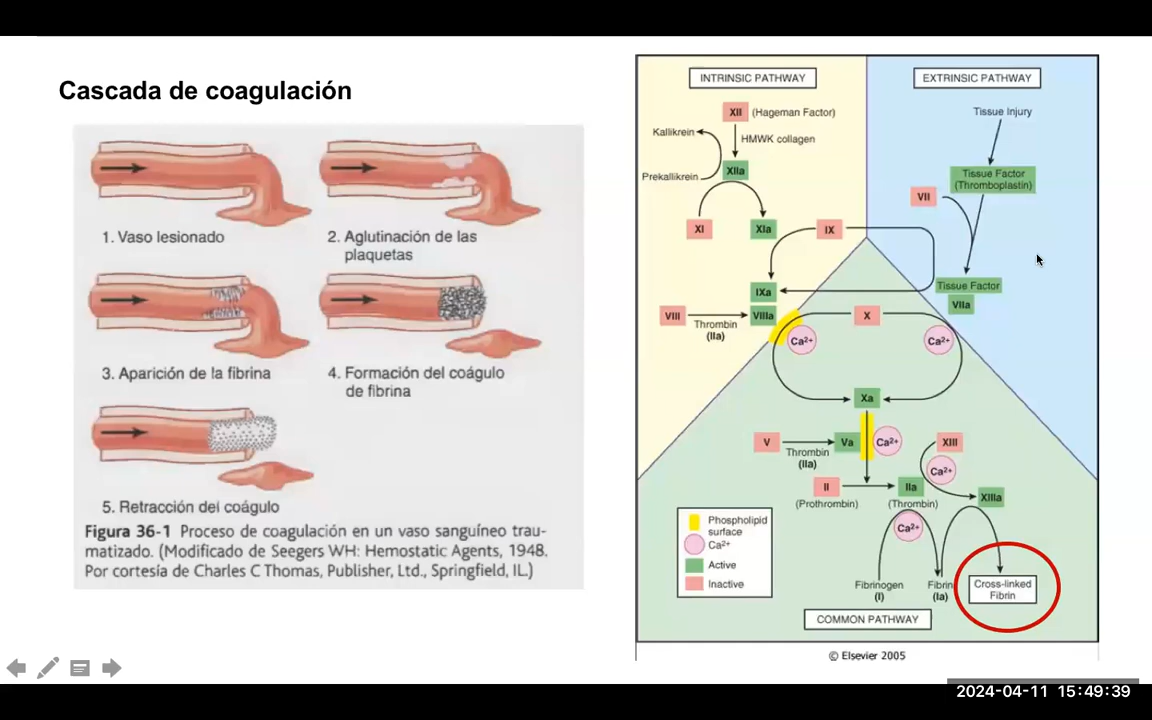 Cascada de coagulación
1. Vaso lesionado
2. Aglutinación de las
plaquetas
3. Aparición de la fibrina
4. Formación del coágulo
de fibrina
5. Retracción del coágulo
Figura 36-1 Proceso de coagulación en un vaso sanguíneo trau-
matizado. (Modificado de Seegers WH: Hemostatic Agents, 1948.
Por cortesía de Charles C Thomas, Publisher, Ltd., Springfield, IL.)
INTRINSIC PATHWAY
EXTRINSIC PATHWAY
XII (Hageman Factor)
Tissue Injury
Kallikrein
HMWK collagen
XIIa
Prekallikrein
Tissue Factor
(Thromboplastin)
VII
XI
XIa
IX
IXa
Tissue Factor
VIIa
VIII
Thrombin
(IIa)
VIIIa
X
Ca2+
Ca2+
Xa
V
Thrombin
(IIa)
Va
Ca2+
XIII
Ca2+
II
(Prothrombin)
IIa
(Thrombin)
XIIIa
Ca2+
Phospholipid
surface
Ca2+
Active
Inactive
Fibrinogen
(I)
Fibrin
(Ia)
Cross-linked
Fibrin
COMMON PATHWAY
© Elsevier 2005
2024-04-11 15:49:39